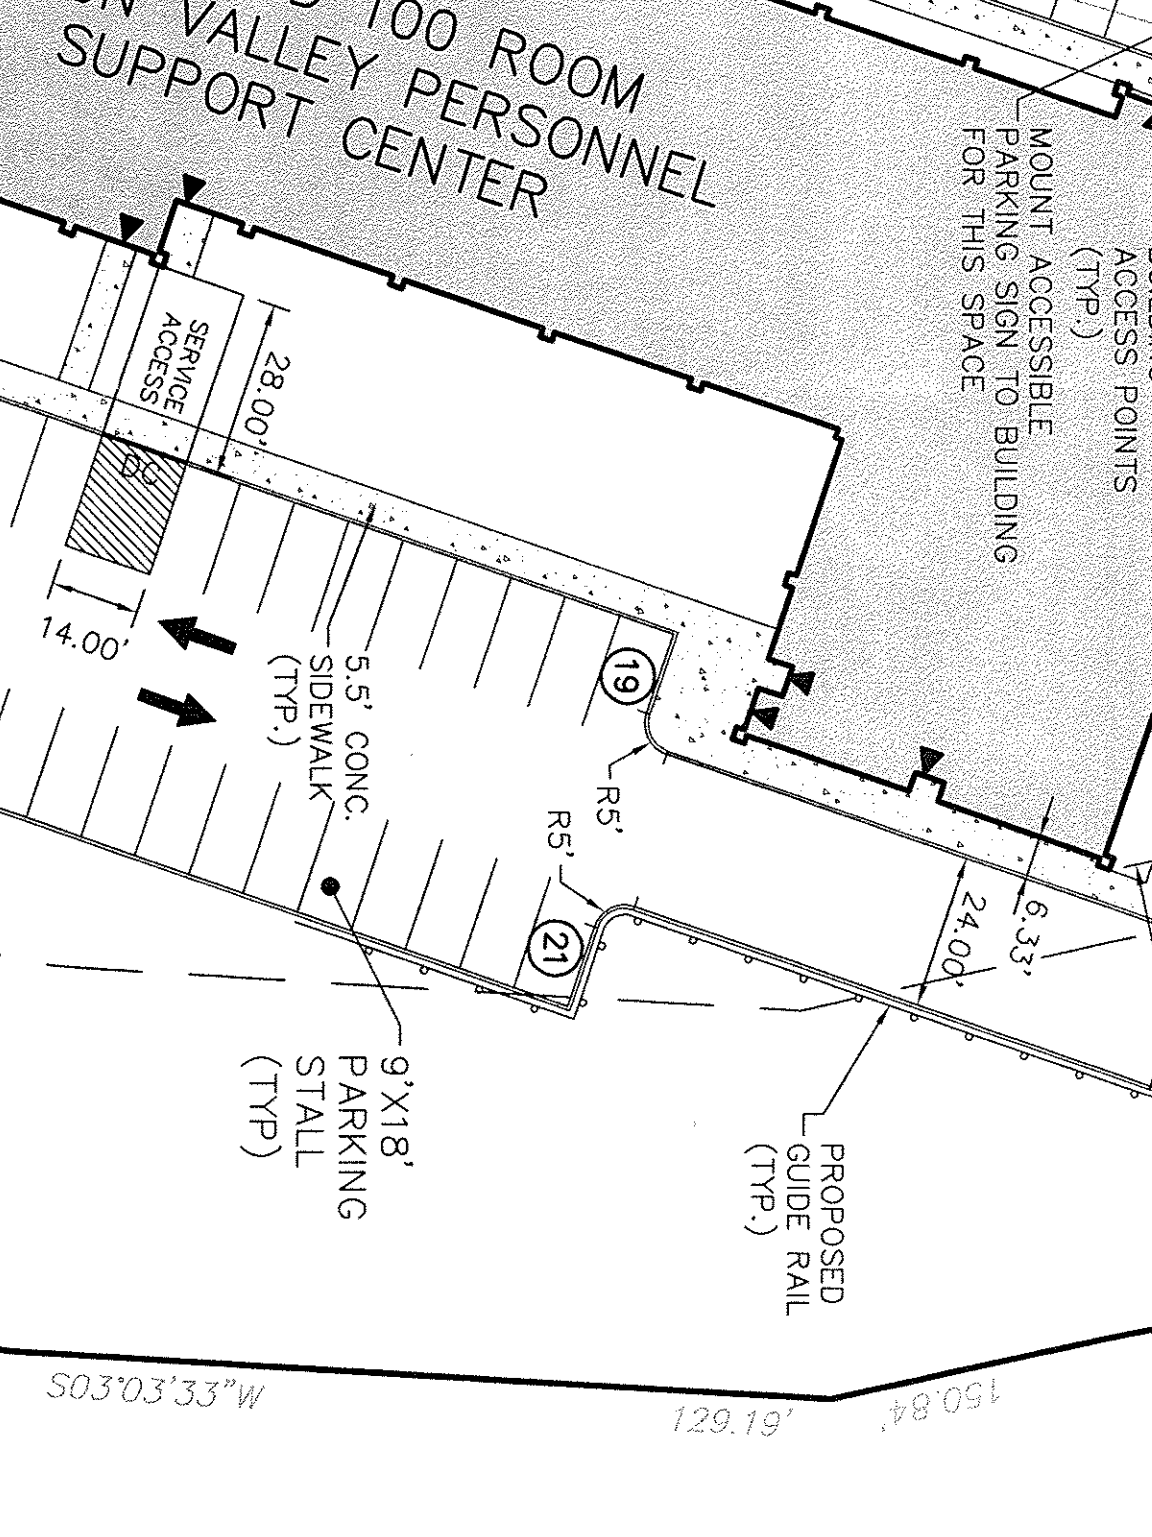 100 ROOM
VALLEY PERSONNEL
SUPPORT CENTER
MOUNT ACCESSIBLE
PARKING SIGN TO BUILDING
FOR THIS SPACE
ACCESS POINTS
(TYP.)
SERVICE
ACCESS
28.00'
DC
14.00'
5.5' CONC.
SIDEWALK
(TYP.)
19
R5'
R5'
21
6.33'
24.00'
9'X18'
PARKING
STALL
(TYP)
PROPOSED
GUIDE RAIL
(TYP.)
S03°03'33"W
129.19'
150.84'